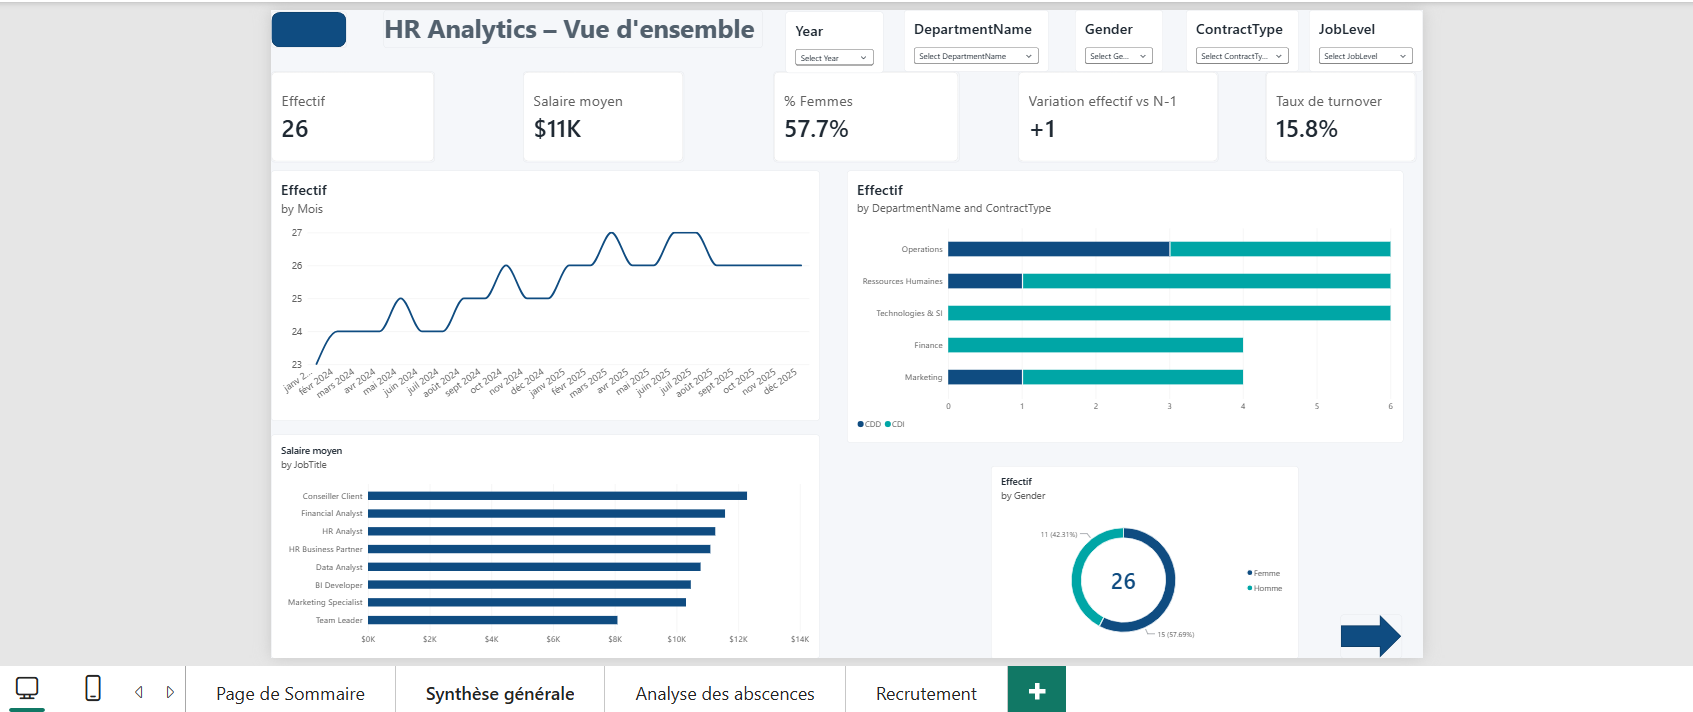 HR Analytics – Vue d'ensemble
Year
Select Year
DepartmentName
Select DepartmentName
Gender
Select Ge...
ContractType
Select ContractTy...
JobLevel
Select JobLevel
Effectif
26
Salaire moyen
$11K
% Femmes
57.7%
Variation effectif vs N-1
+1
Taux de turnover
15.8%
Effectif
by Mois
27
26
25
24
23
janv 2...
févr 2024
mars 2024
avr 2024
mai 2024
juin 2024
juil 2024
août 2024
sept 2024
oct 2024
nov 2024
déc 2024
janv 2025
févr 2025
mars 2025
avr 2025
mai 2025
juin 2025
juil 2025
août 2025
sept 2025
oct 2025
nov 2025
déc 2025
Effectif
by DepartmentName and ContractType
Operations
Ressources Humaines
Technologies & SI
Finance
Marketing
0 1 2 3 4 5 6
CDD CDI
Salaire moyen
by JobTitle
Conseiller Client
Financial Analyst
HR Analyst
HR Business Partner
Data Analyst
BI Developer
Marketing Specialist
Team Leader
$0K $2K $4K $6K $8K $10K $12K $14K
Effectif
by Gender
11 (42.31%)
26
15 (57.69%)
Femme
Homme
Page de Sommaire
Synthèse générale
Analyse des abscences
Recrutement